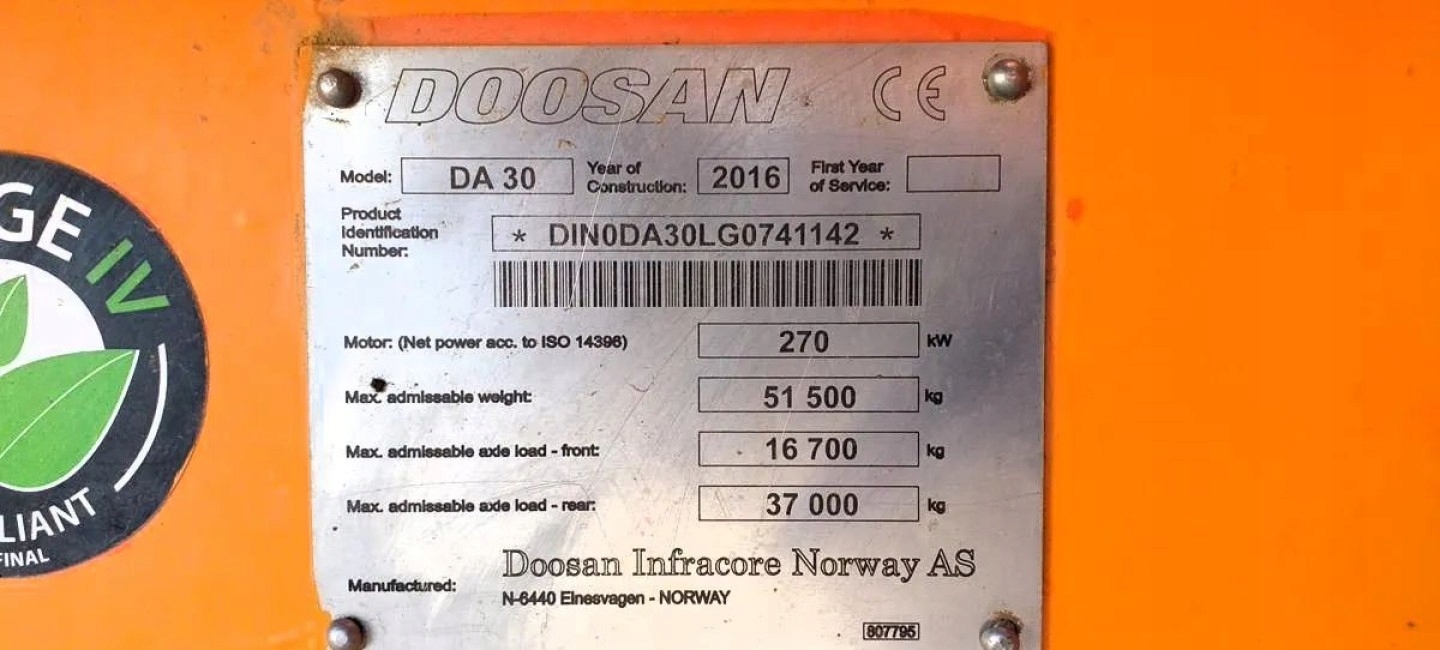 DOOSAN CE
Model: DA 30 Year of Construction: 2016 First Year of Service:
Product Identification Number: * DIN0DA30LG0741142 *
Motor: (Net power acc. to ISO 14396) 270 kW
Max. admissable weight: 51 500 kg
Max. admissable axle load - front: 16 700 kg
Max. admissable axle load - rear: 37 000 kg
Manufactured: Doosan Infracore Norway AS
N-6440 Elnesvagen - NORWAY
807795
GE IV
LIANT
FINAL